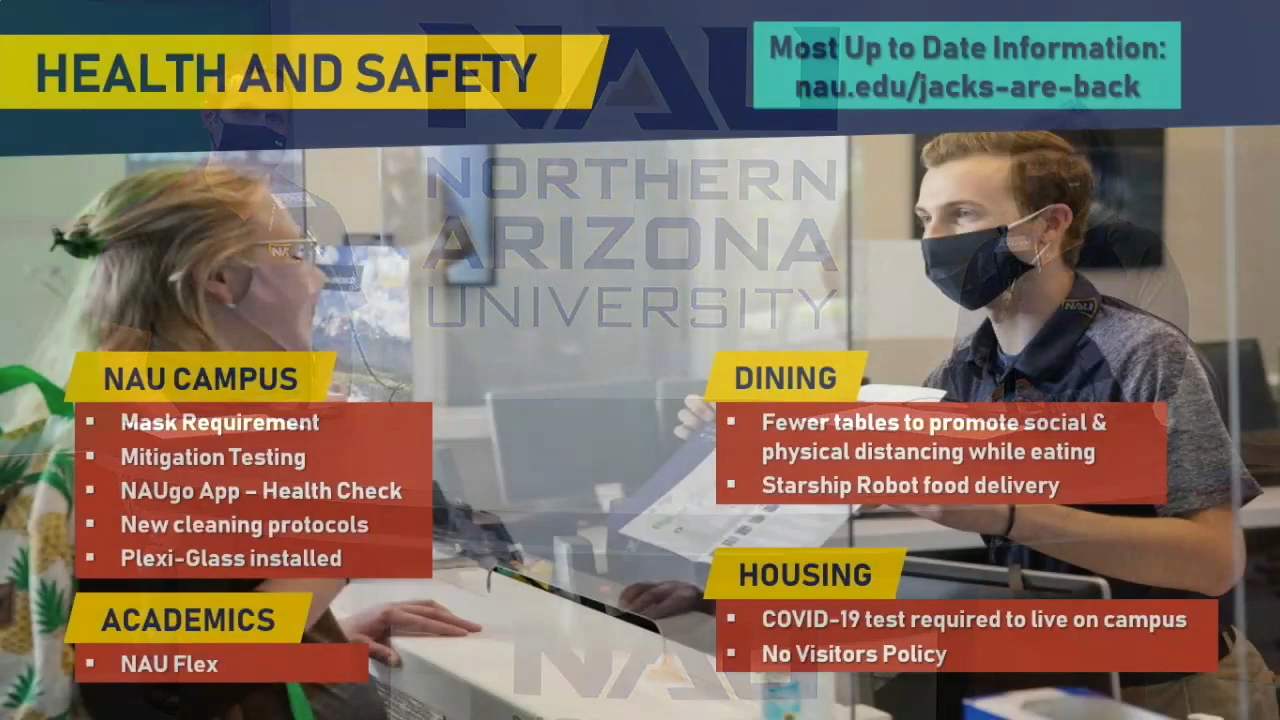 HEALTH AND SAFETY
Most Up to Date Information:
nau.edu/jacks-are-back
NAU
NORTHERN
ARIZONA
UNIVERSITY
NAU
NAU CAMPUS
▪ Mask Requirement
▪ Mitigation Testing
▪ NAUgo App – Health Check
▪ New cleaning protocols
▪ Plexi-Glass installed
ACADEMICS
▪ NAU Flex
DINING
▪ Fewer tables to promote social &
physical distancing while eating
▪ Starship Robot food delivery
HOUSING
▪ COVID-19 test required to live on campus
▪ No Visitors Policy
NAU